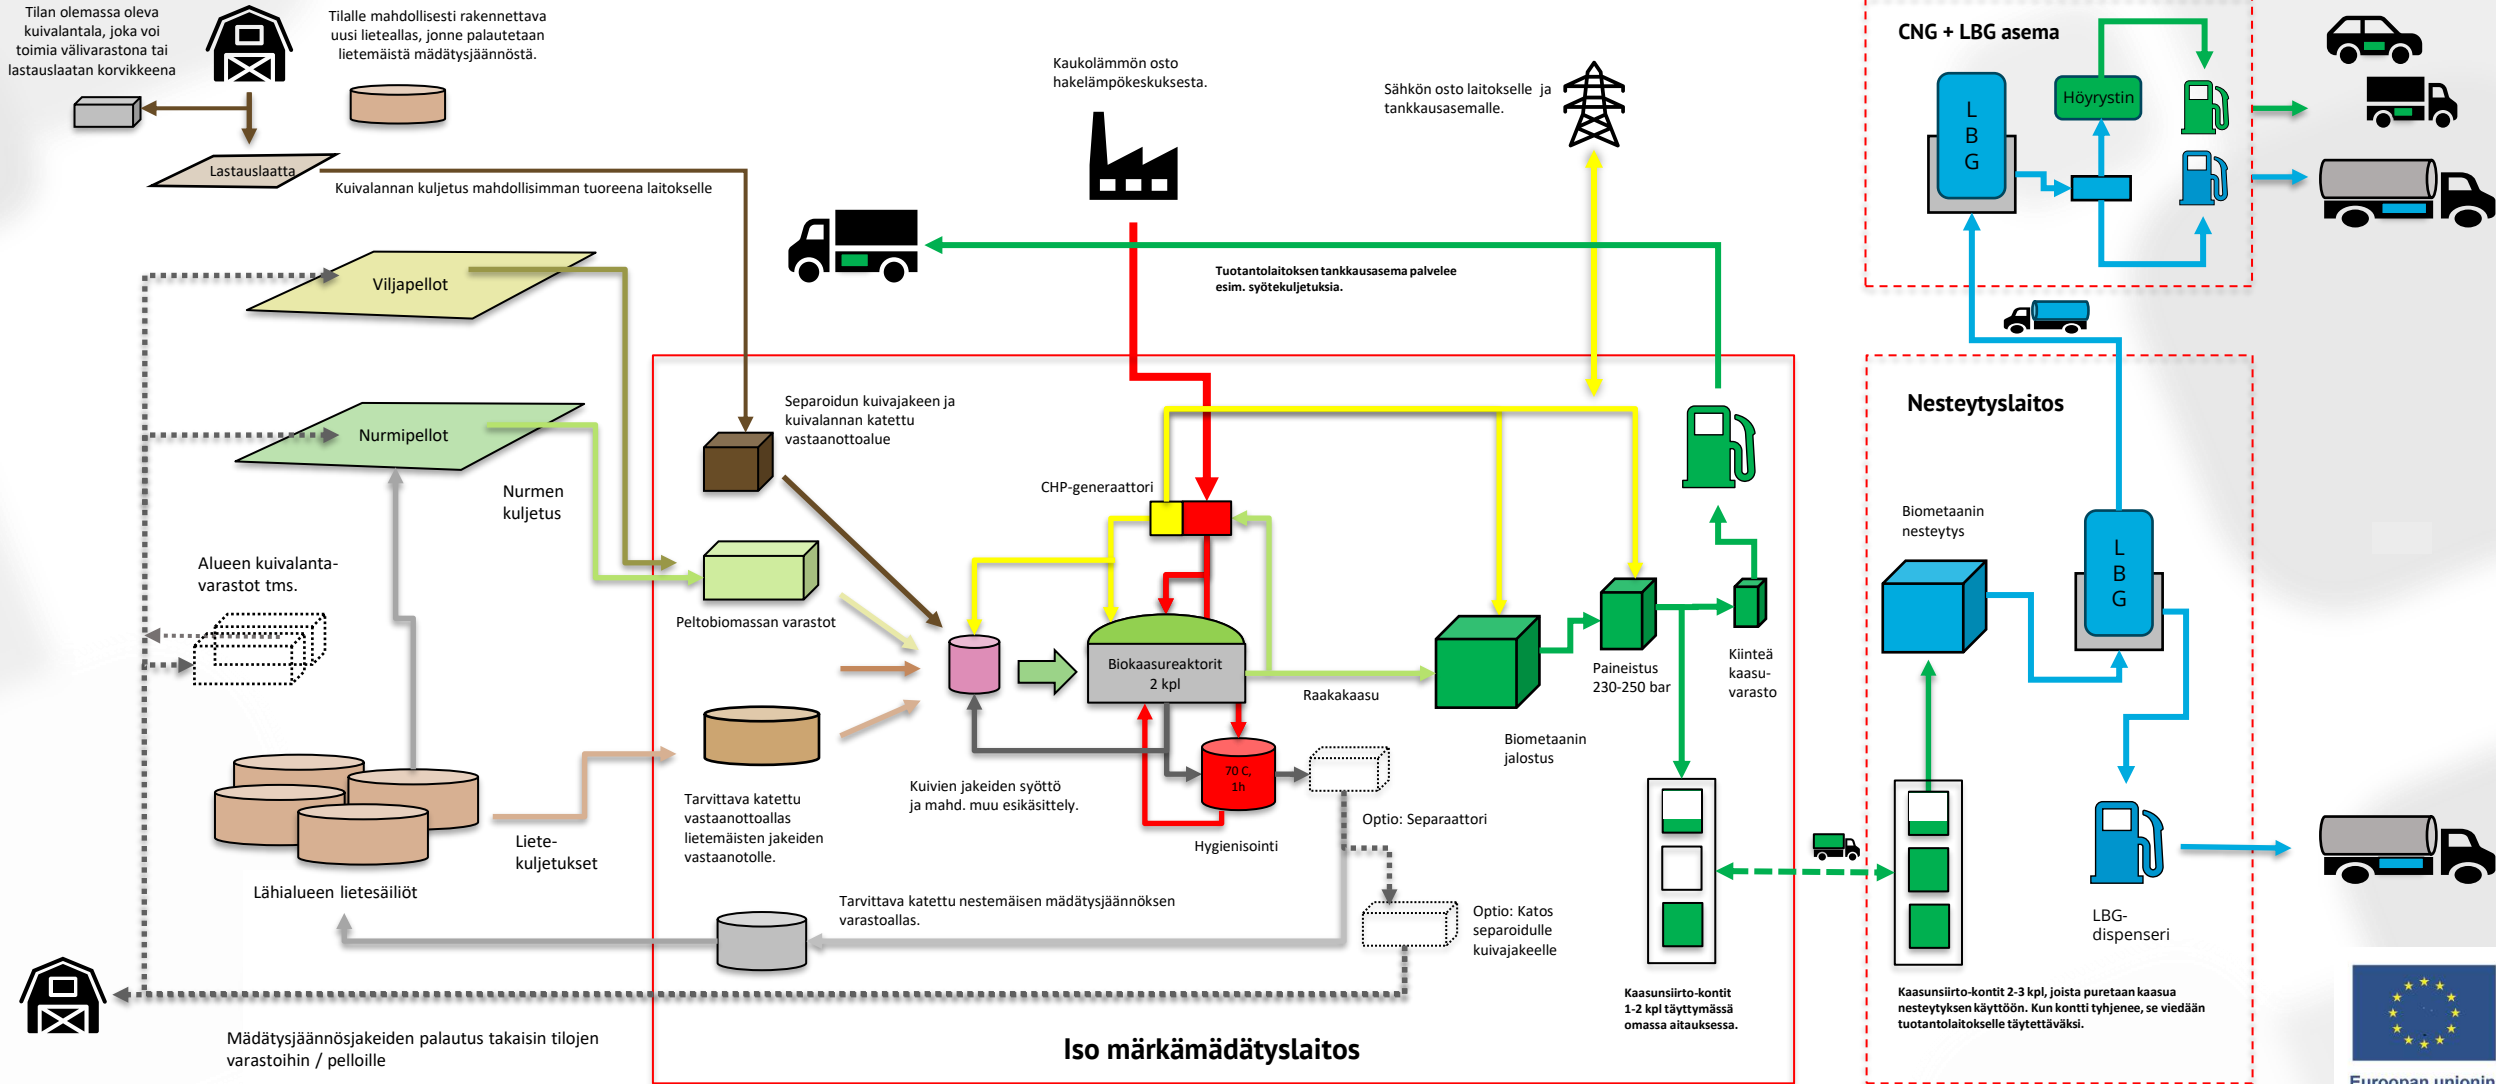 Tilan olemassa oleva
kuivalantala, joka voi
toimia välivarastona tai
lastauslaatan korvikkeena
Tilalle mahdollisesti rakennettava
uusi lieteallas, jonne palautetaan
lietemäistä mädätysjäännöstä.
Lastauslaatta
Kuivalannan kuljetus mahdollisimman tuoreena laitokselle
Kaukolämmön osto
hakelämpökeskuksesta.
Sähkön osto laitokselle ja
tankkausasemalle.
CNG + LBG asema
L
B
G
Höyrystin
Viljapellot
Tuotantolaitoksen tankkausasema palvelee
esim. syötekuljetuksia.
Nurmipellot
Nurmen
kuljetus
Separoidun kuivajakeen ja
kuivalannan katettu
vastaanottoalue
CHP-generaattori
Nesteytyslaitos
Biometaanin
nesteytys
L
B
G
Alueen kuivalanta-
varastot tms.
Peltobiomassan varastot
Biokaasureaktorit
2 kpl
Raakakaasu
Paineistus
230-250 bar
Kiinteä
kaasu-
varasto
Biometaanin
jalostus
Kuivien jakeiden syöttö
ja mahd. muu esikäsittely.
70 C,
1h
Hygienisointi
Optio: Separaattori
Tarvittava katettu
vastaanottoallas
lietemäisten jakeiden
vastaanotolle.
Liete-
kuljetukset
Lähialueen lietesäiliöt
Tarvittava katettu nestemäisen mädätysjäännöksen
varastoallas.
Optio: Katos
separoidulle
kuivajakeelle
LBG-
dispenseri
Kaasunsiirto-kontit
1-2 kpl täyttymässä
omassa aitauksessa.
Kaasunsiirto-kontit 2-3 kpl, joista puretaan kaasua
nesteytyksen käyttöön. Kun kontti tyhjenee, se viedään
tuotantolaitokselle täytettäväksi.
Mädätysjäännösjakeiden palautus takaisin tilojen
varastoihin / pelloille
Iso märkämädätyslaitos
Euroopan unionin